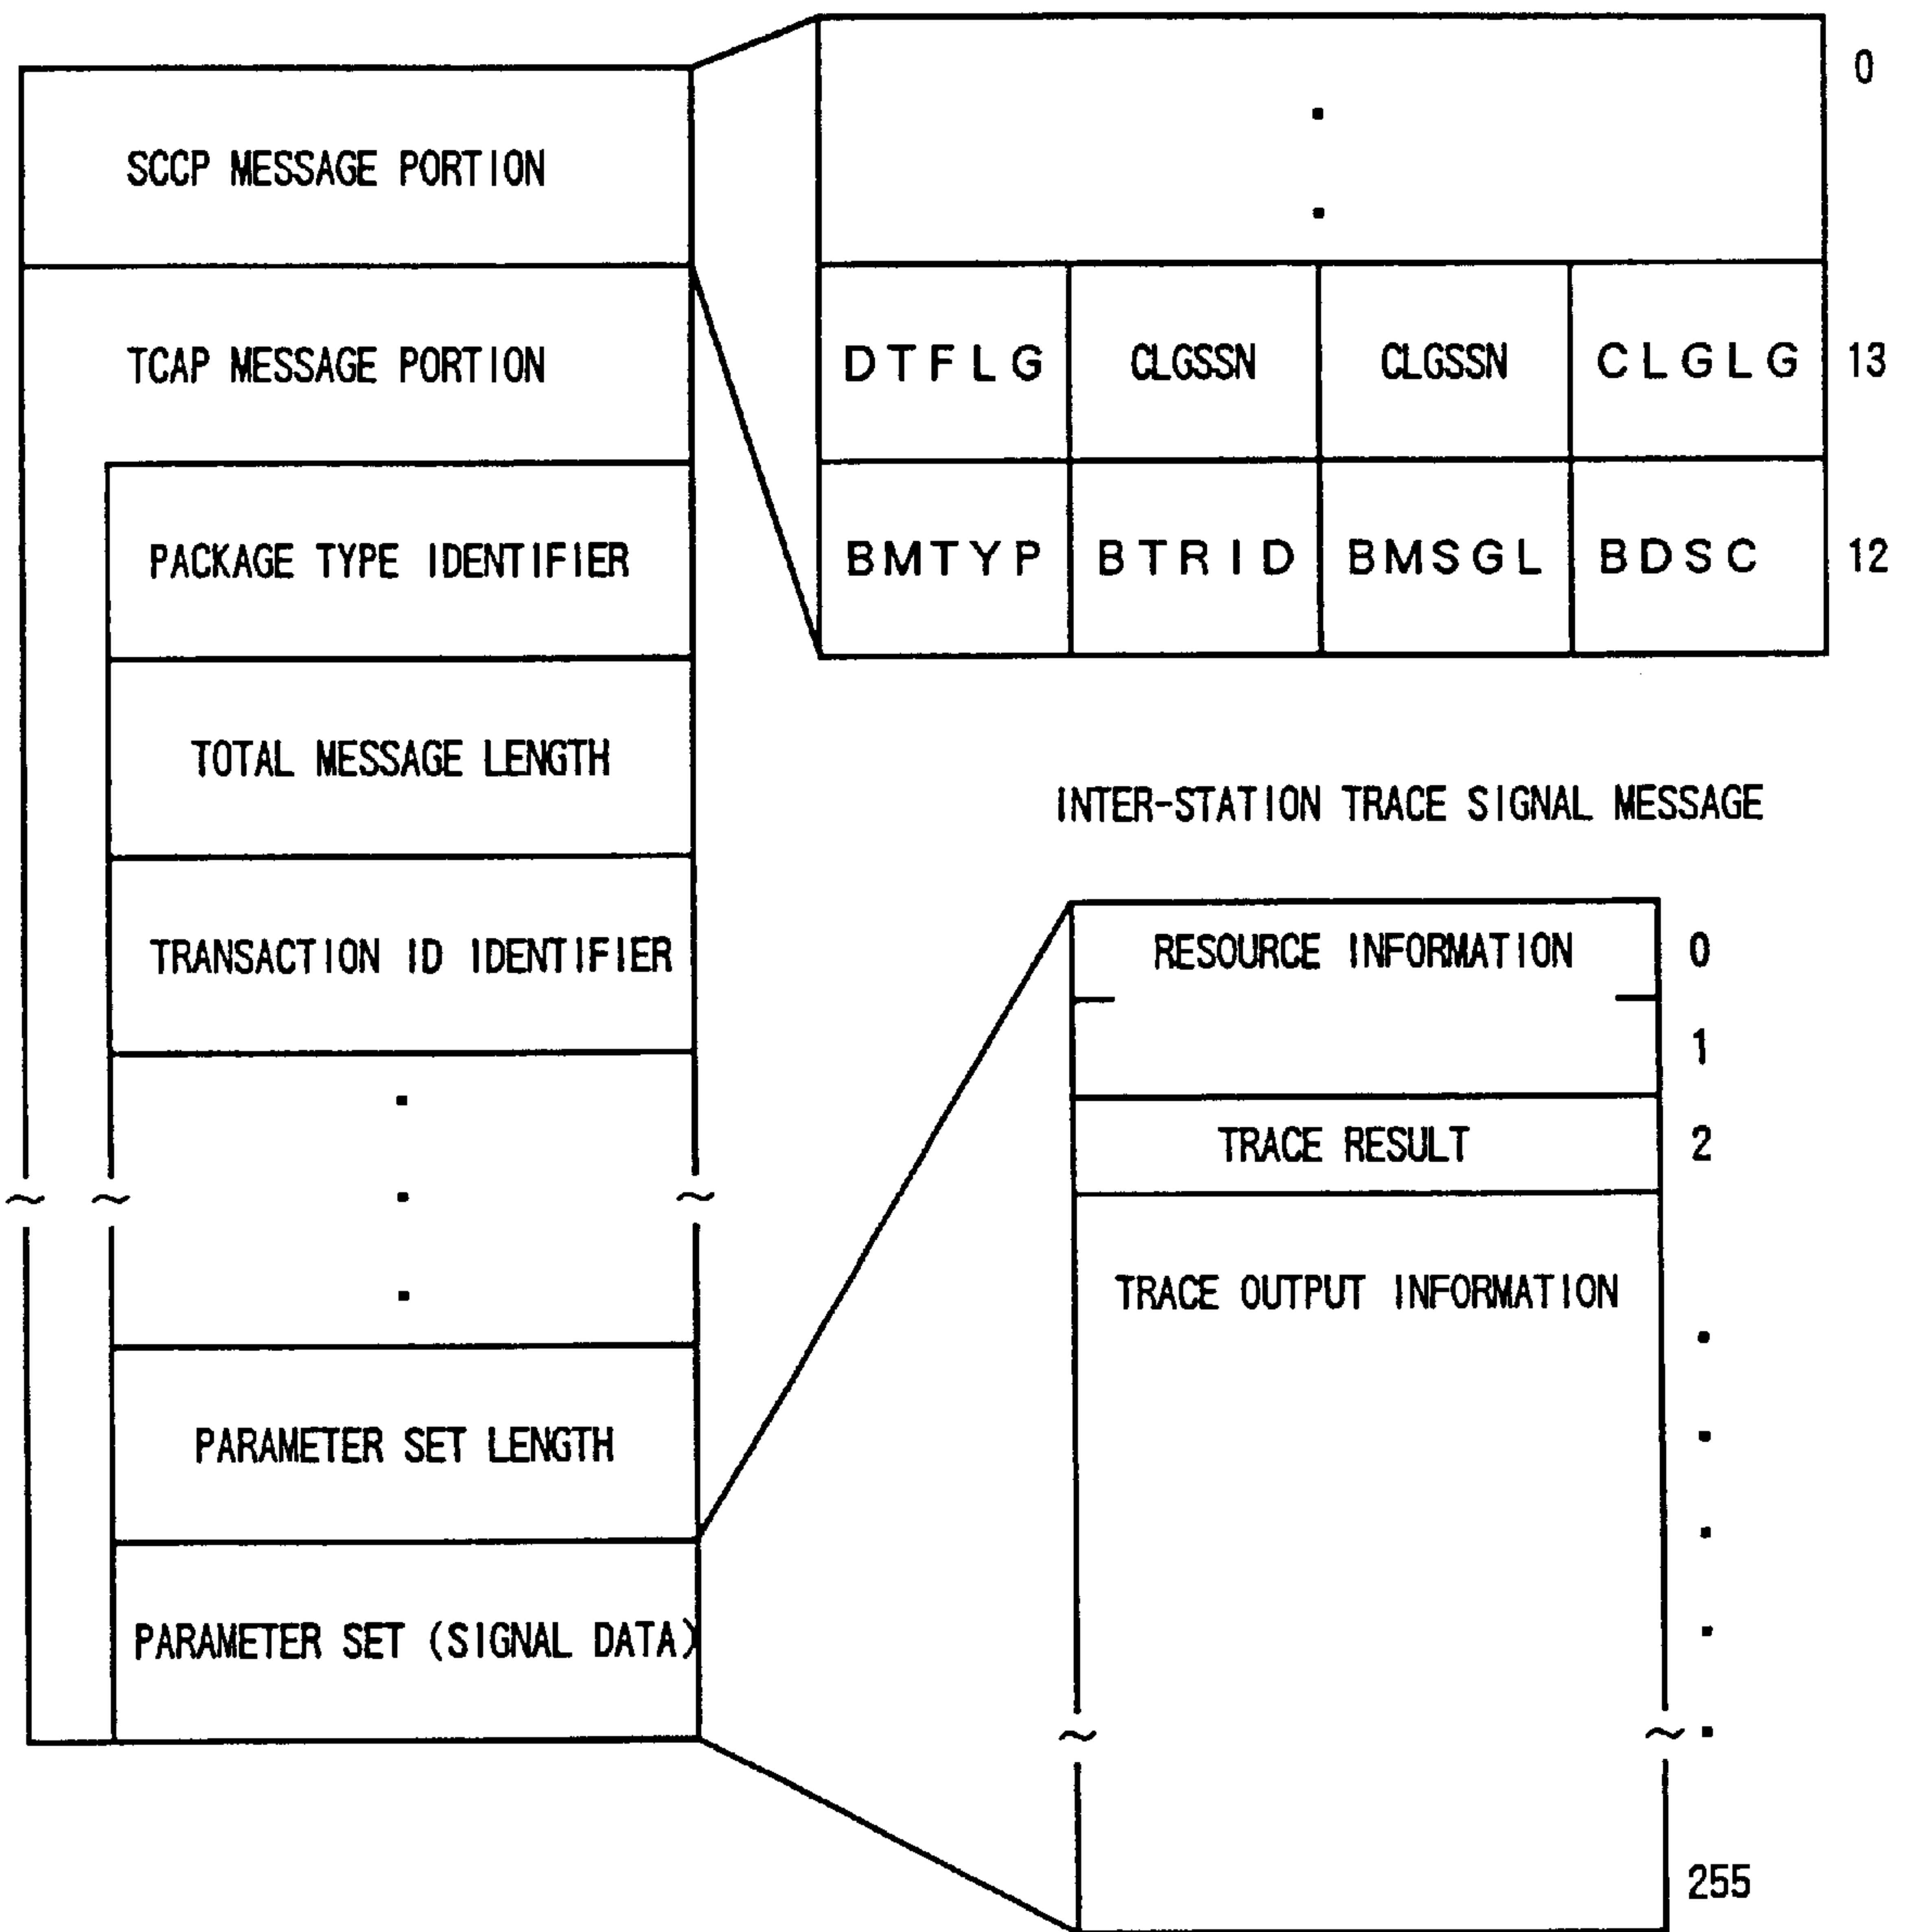 SCCP MESSAGE PORTION
TCAP MESSAGE PORTION
PACKAGE TYPE IDENTIFIER
TOTAL MESSAGE LENGTH
TRANSACTION ID IDENTIFIER
PARAMETER SET LENGTH
PARAMETER SET (SIGNAL DATA)
0
DTFLG CLGSSN CLGSSN CLGLG 13
BMTYP BTRID BMSGL BDSC 12
INTER-STATION TRACE SIGNAL MESSAGE
RESOURCE INFORMATION 0
1
TRACE RESULT 2
TRACE OUTPUT INFORMATION
255